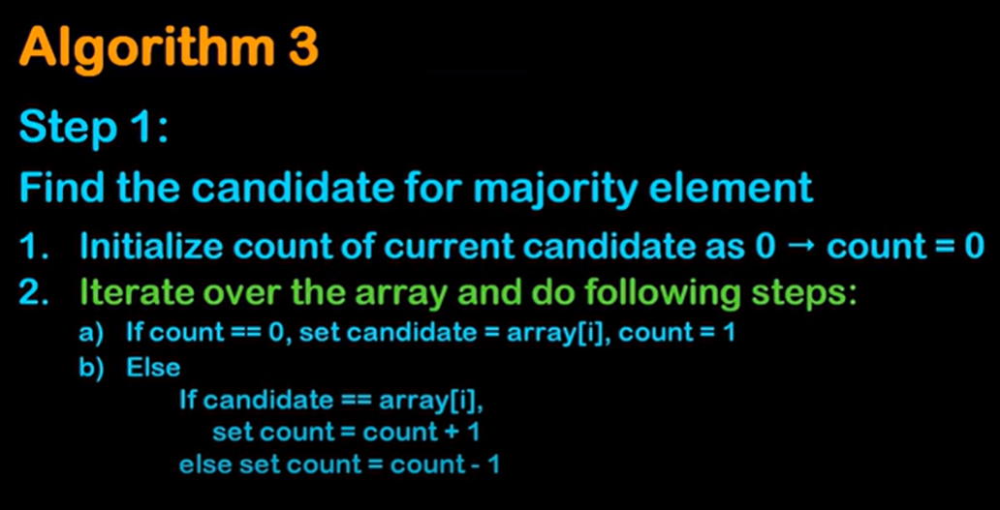 Algorithm 3
Step 1:
Find the candidate for majority element
1. Initialize count of current candidate as 0 → count = 0
2. Iterate over the array and do following steps:
a) If count == 0, set candidate = array[i], count = 1
b) Else
If candidate == array[i],
set count = count + 1
else set count = count - 1